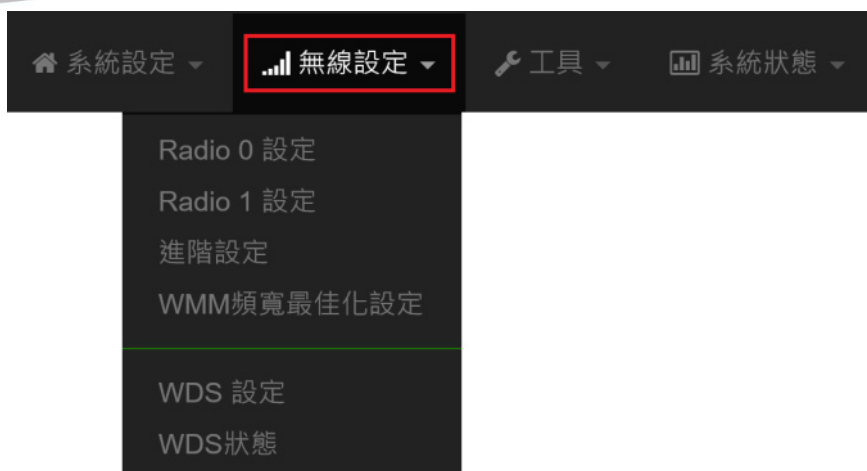 系統設定 無線設定 工具 系統狀態
Radio 0 設定
Radio 1 設定
進階設定
WMM頻寬最佳化設定
WDS 設定
WDS狀態